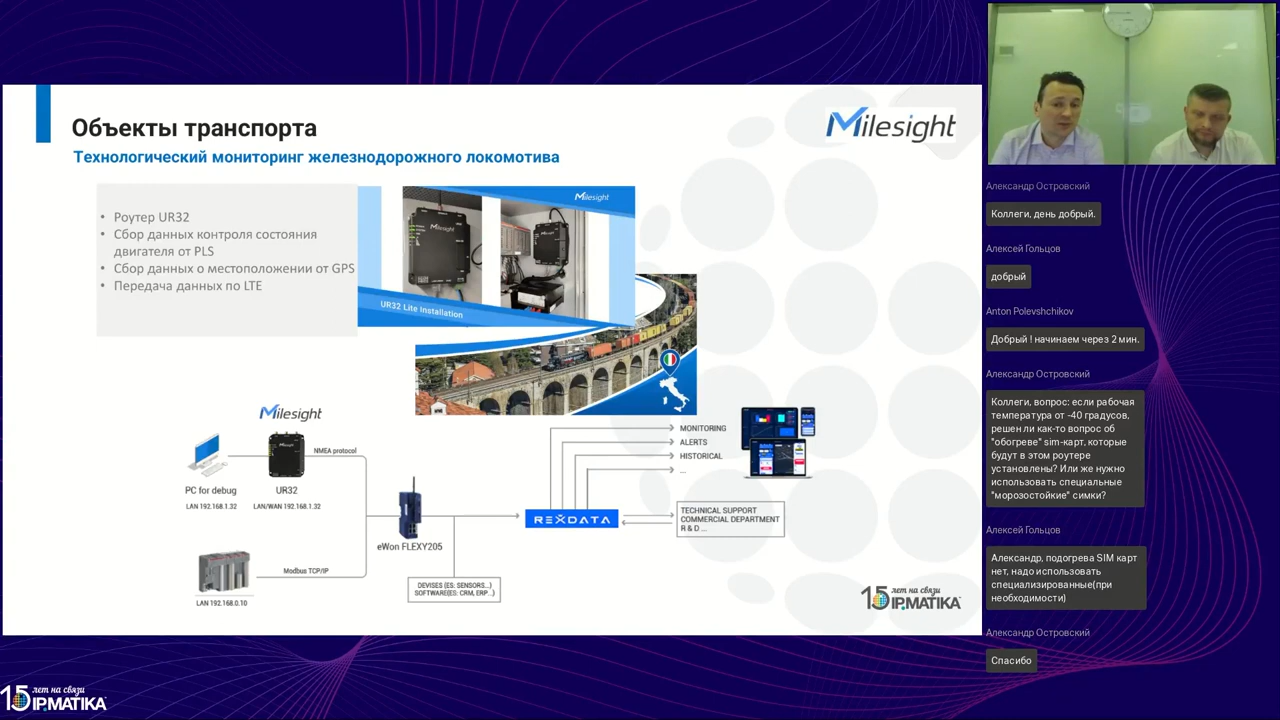 Объекты транспорта
Milesight
Технологический мониторинг железнодорожного локомотива
• Роутер UR32
• Сбор данных контроля состояния
двигателя от PLS
• Сбор данных о местоположении от GPS
• Передача данных по LTE
Milesight
Milesight
Milesight
UR32 Lite Installation
Milesight
Milesight
NMEA protocol
PC for debug
UR32
LAN 192.168.1.32
LAN/WAN 192.168.1.32
eWon FLEXY205
Modbus TCP/IP
LAN 192.168.0.10
DEVISES (ES: SENSORS...)
SOFTWARE(ES: CRM, ERP...)
REXDATA
MONITORING
ALERTS
HISTORICAL
...
TECHNICAL SUPPORT
COMMERCIAL DEPARTMENT
R & D ...
15 лет на связи
IPMATIKA
15 лет на связи
IPMATIKA
Александр Островский
Коллеги, день добрый.
Алексей Гольцов
добрый
Anton Polevshchikov
Добрый ! начинаем через 2 мин.
Александр Островский
Коллеги, вопрос: если рабочая
температура от -40 градусов,
решен ли как-то вопрос об
"обогреве" sim-карт, которые
будут в этом роутере
установлены? Или же нужно
использовать специальные
"морозостойкие" симки?
Алексей Гольцов
Александр, подогрева SIM карт
нет, надо использовать
специализированные(при
необходимости)
Александр Островский
Спасибо